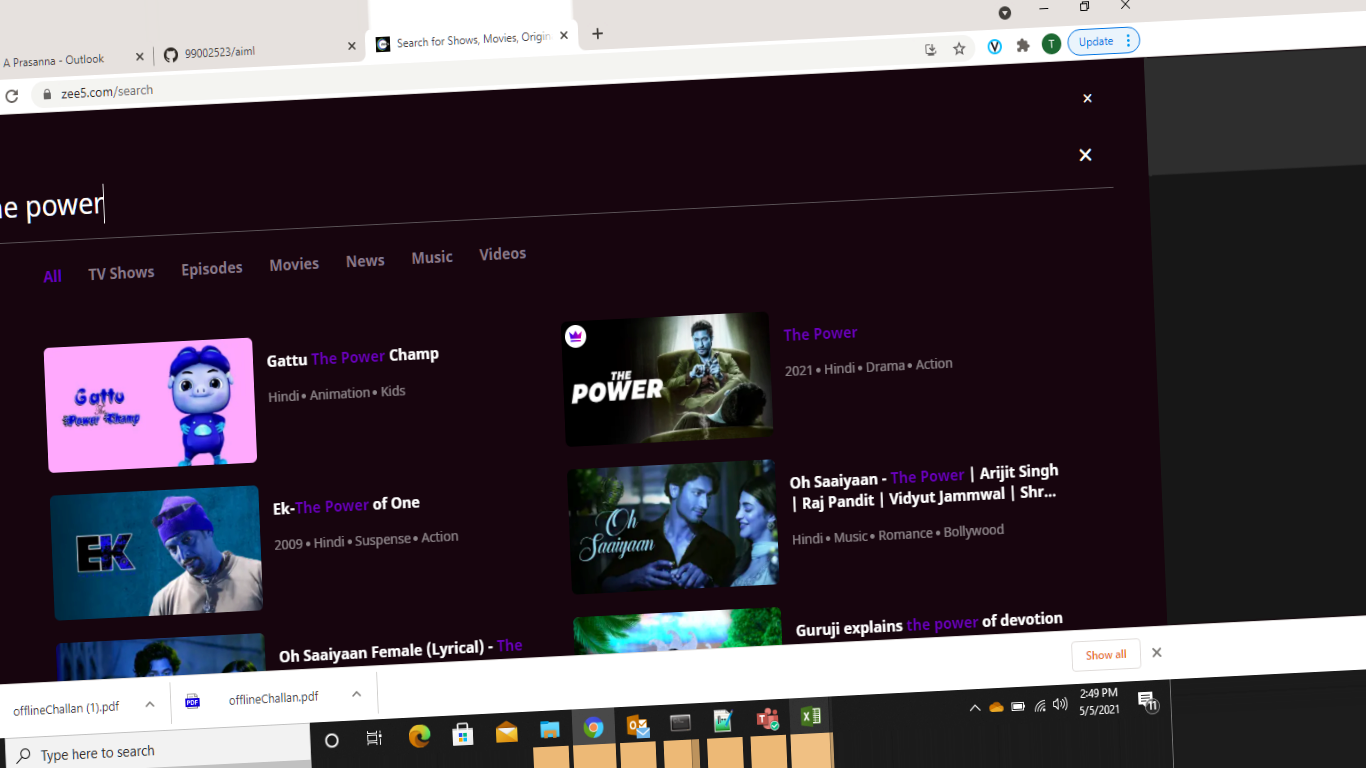 A Prasanna - Outlook
99002523/aiml
Search for Shows, Movies, Origin
Update
T
zee5.com/search
he power
All TV Shows Episodes Movies News Music Videos
Gattu The Power Champ
Hindi • Animation • Kids
Gattu
The
Power Champ
The Power
2021 • Hindi • Drama • Action
THE
POWER
Ek-The Power of One
2009 • Hindi • Suspense • Action
EK
Oh Saaiyaan - The Power | Arijit Singh
| Raj Pandit | Vidyut Jammwal | Shr...
Hindi • Music • Romance • Bollywood
Oh
Saaiyaan
Oh Saaiyaan Female (Lyrical) - The
Guruji explains the power of devotion
offlineChallan (1).pdf
PDF
offlineChallan.pdf
Show all
Type here to search
2:49 PM
5/5/2021
11